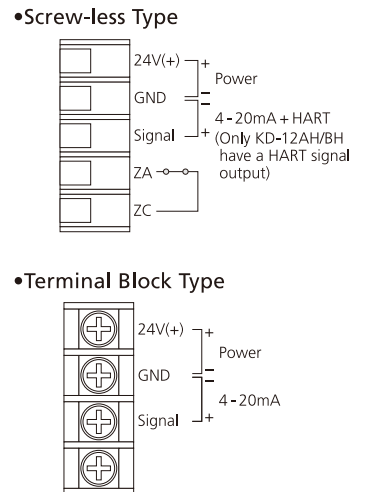 •Screw-less Type
24V(+)
+
Power
GND
−
−
4-20mA + HART
Signal
+
(Only KD-12AH/BH
have a HART signal
output)
ZA
ZC
•Terminal Block Type
24V(+)
+
Power
GND
−
−
4-20mA
Signal
+